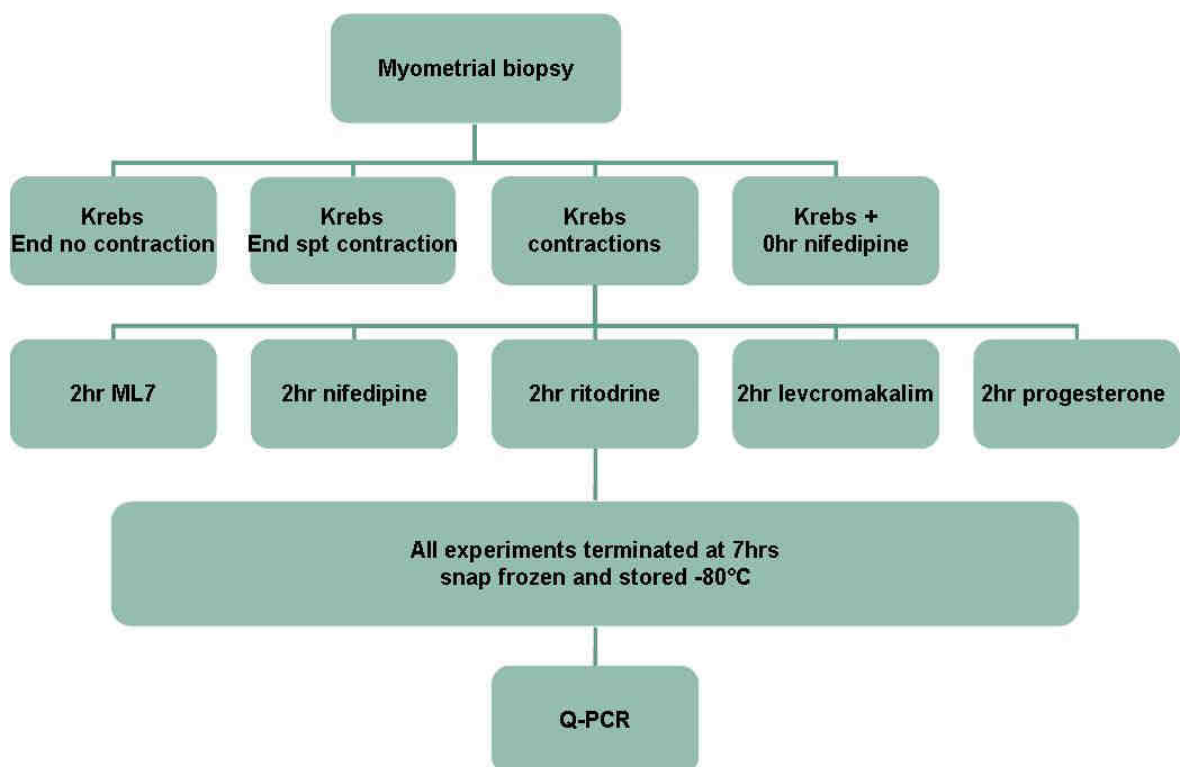 Myometrial biopsy
Krebs
End no contraction
Krebs
End spt contraction
Krebs
contractions
Krebs +
0hr nifedipine
2hr ML7
2hr nifedipine
2hr ritodrine
2hr levcromakalim
2hr progesterone
All experiments terminated at 7hrs
snap frozen and stored -80°C
Q-PCR